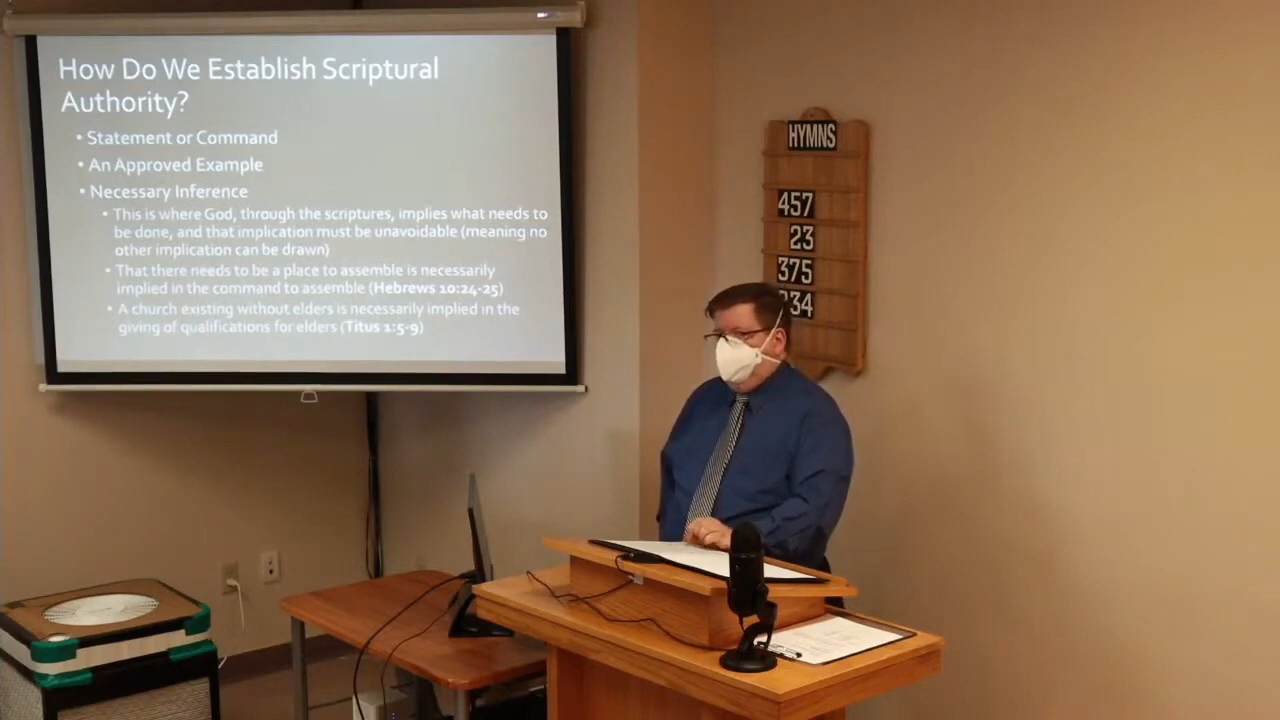 How Do We Establish Scriptural
Authority?
• Statement or Command
• An Approved Example
• Necessary Inference
• This is where God, through the scriptures, implies what needs to
be done, and that implication must be unavoidable (meaning no
other implication can be drawn)
• That there needs to be a place to assemble is necessarily
implied in the command to assemble (Hebrews 10:24-25)
• A church existing without elders is necessarily implied in the
giving of qualifications for elders (Titus 1:5-9)
HYMNS
457
23
375
34